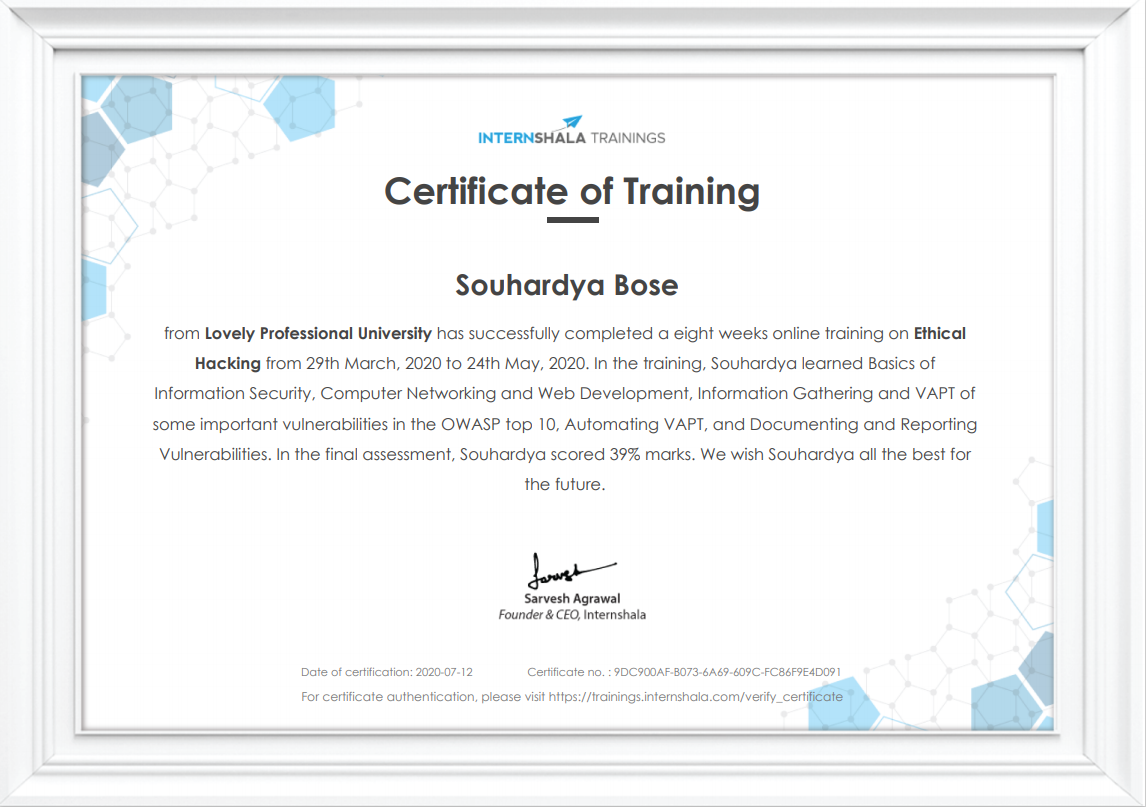 INTERNSHALA TRAININGS
Certificate of Training
Souhardya Bose
from Lovely Professional University has successfully completed a eight weeks online training on Ethical
Hacking from 29th March, 2020 to 24th May, 2020. In the training, Souhardya learned Basics of
Information Security, Computer Networking and Web Development, Information Gathering and VAPT of
some important vulnerabilities in the OWASP top 10, Automating VAPT, and Documenting and Reporting
Vulnerabilities. In the final assessment, Souhardya scored 39% marks. We wish Souhardya all the best for
the future.
Sarvesh
Sarvesh Agrawal
Founder & CEO, Internshala
Date of certification: 2020-07-12 Certificate no. : 9DC900AF-B073-6A69-609C-FC86F9E4D091
For certificate authentication, please visit https://trainings.internshala.com/verify_certificate